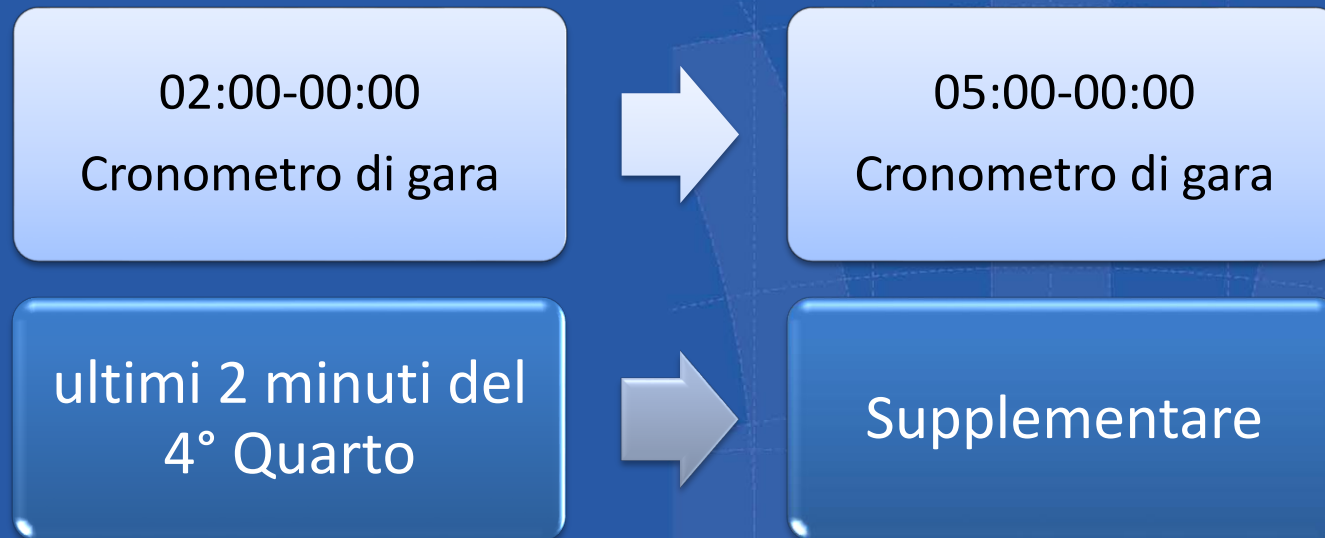 02:00-00:00
Cronometro di gara
05:00-00:00
Cronometro di gara
ultimi 2 minuti del
4° Quarto
Supplementare